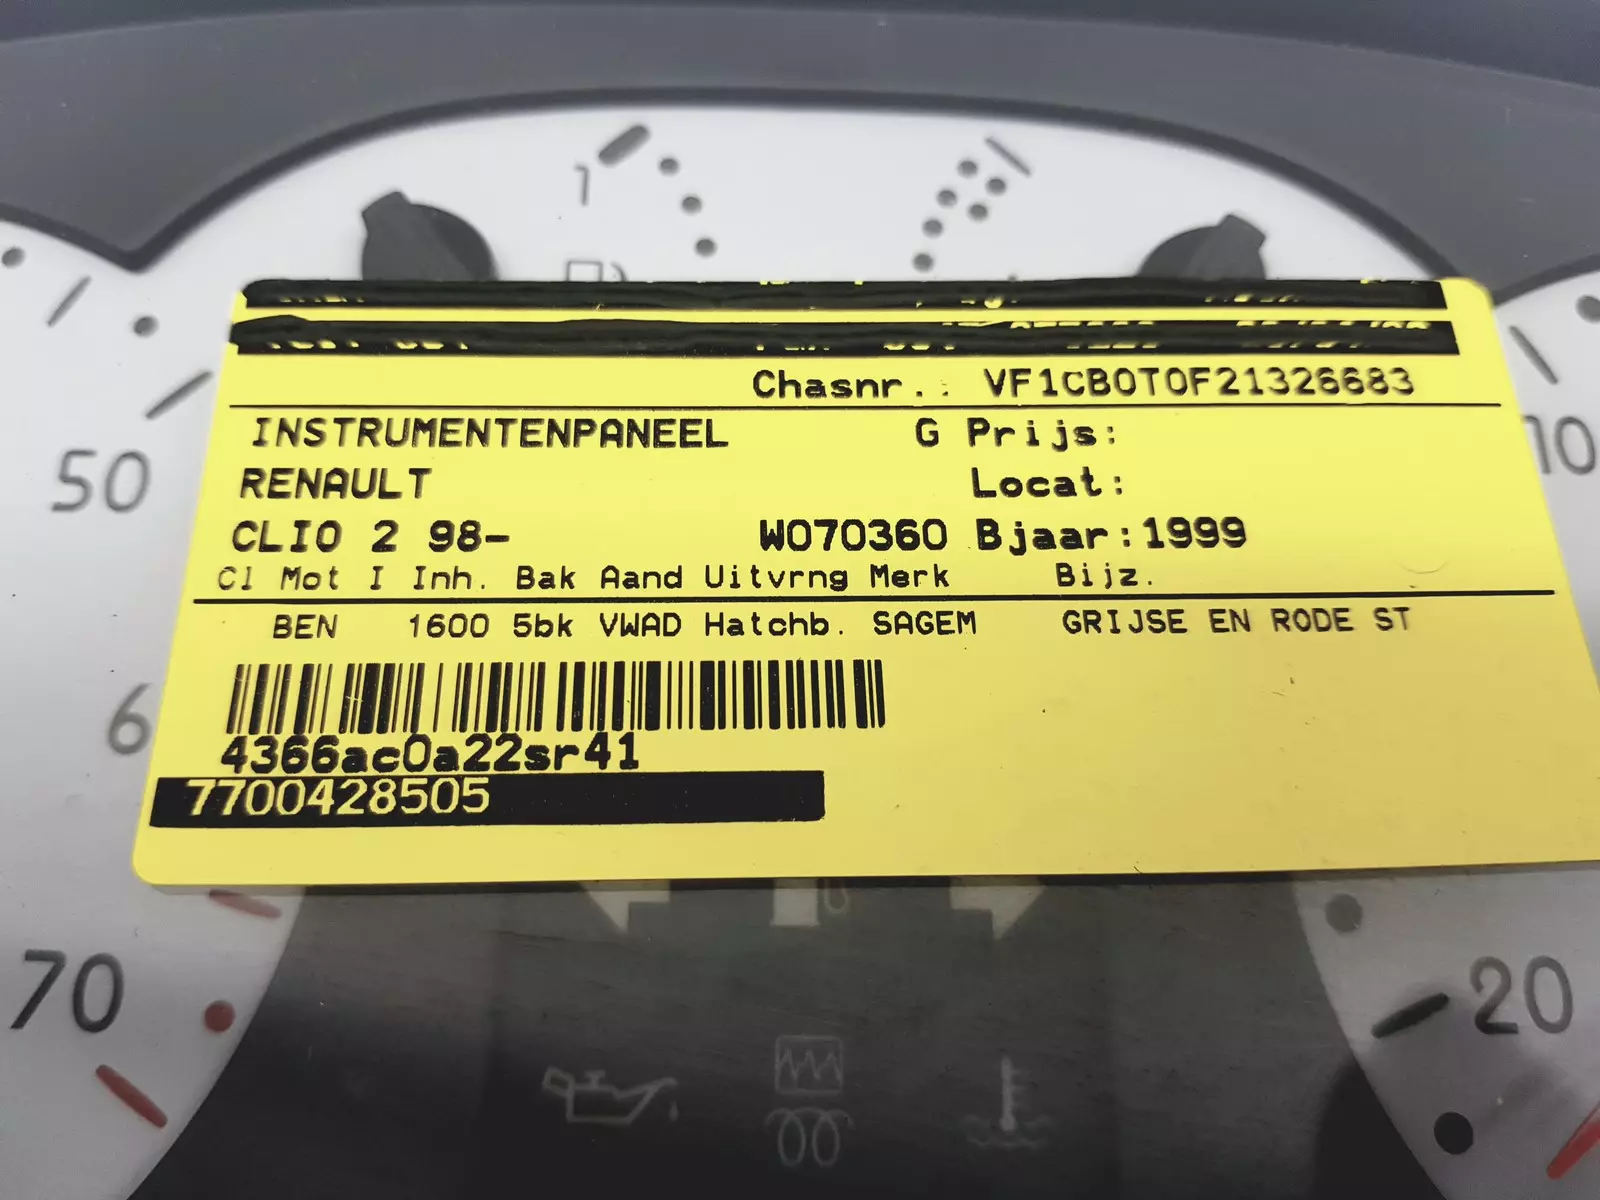 1
Chasnr.: VF1CB0T0F21326683
INSTRUMENTENPANEEL G Prijs:
RENAULT Locat:
CLIO 2 98- W070360 Bjaar:1999
Cl Mot I Inh. Bak Aand Uitvrng Merk Bijz.
BEN 1600 5bk VWAD Hatchb. SAGEM GRIJSE EN RODE ST
4366ac0a22sr41
7700428505
50
6
70
10
20